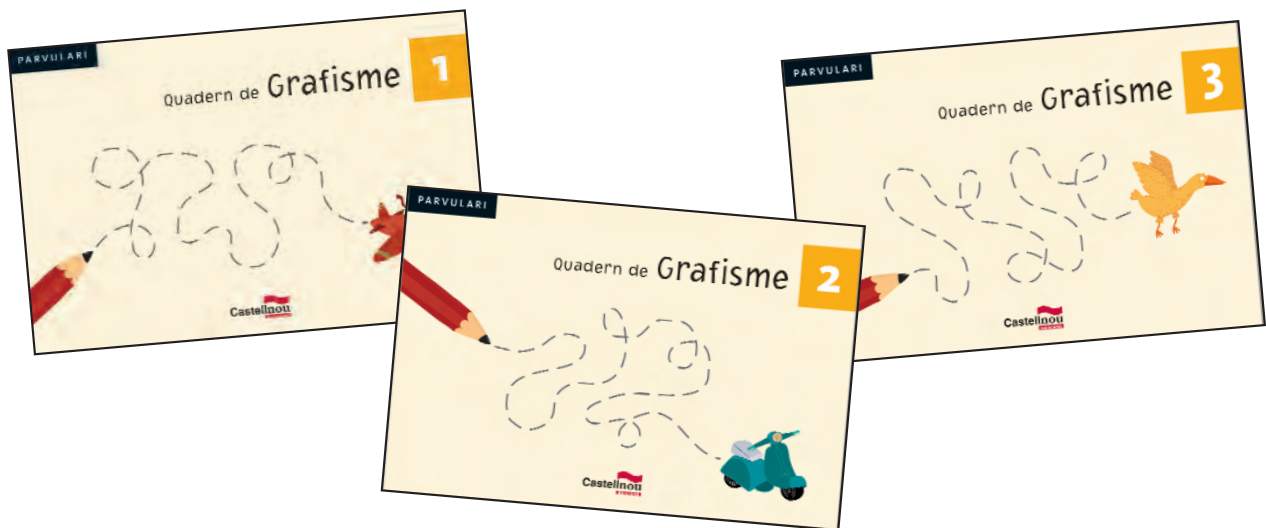 PARVULARI
Quadern de Grafisme 1
Castellnou
PARVULARI
Quadern de Grafisme 2
Castellnou
PARVULARI
Quadern de Grafisme 3
Castellnou